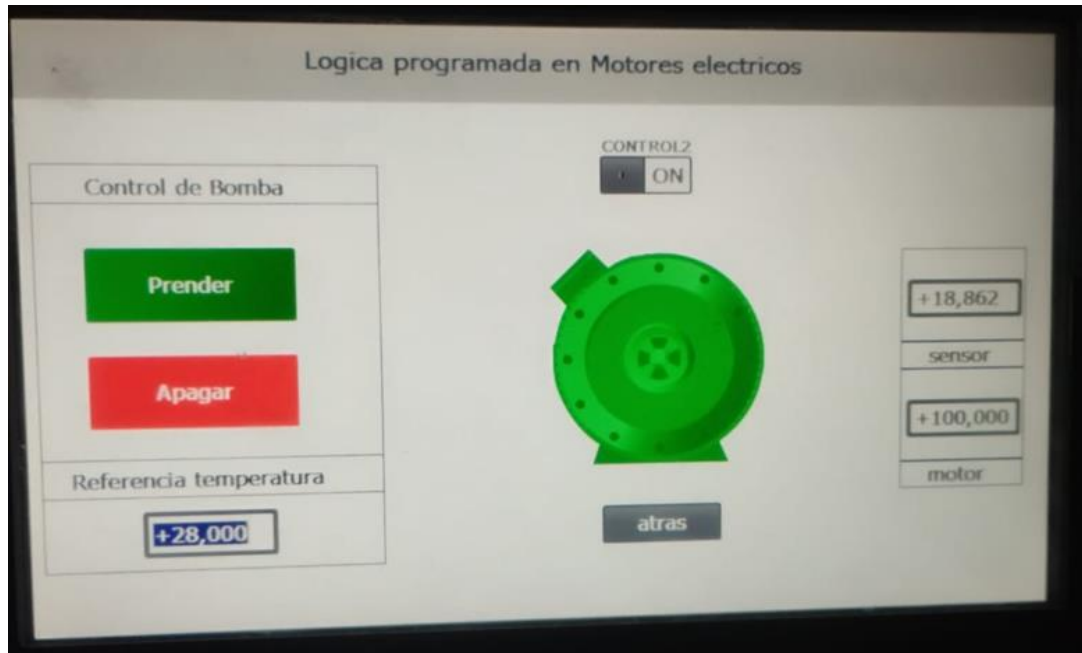 Logica programada en Motores electricos
CONTROL2
ON
Control de Bomba
Prender
Apagar
Referencia temperatura
+28,000
atras
+18,862
sensor
+100,000
motor